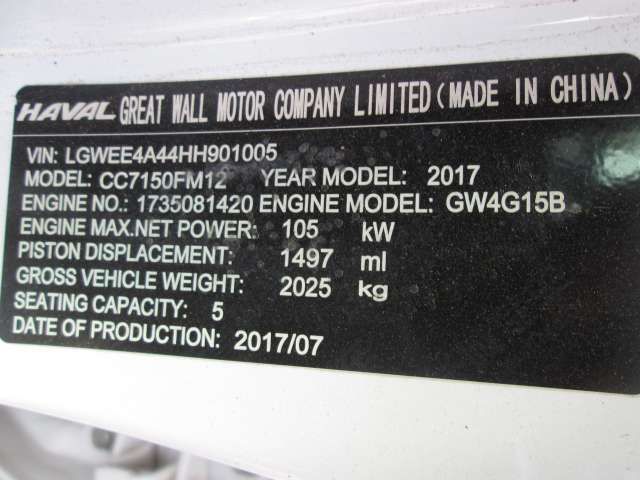 HAVAL GREAT WALL MOTOR COMPANY LIMITED (MADE IN CHINA)
VIN: LGWEE4A44HH901005
MODEL: CC7150FM12 YEAR MODEL: 2017
ENGINE NO.: 1735081420 ENGINE MODEL: GW4G15B
ENGINE MAX.NET POWER: 105 kW
PISTON DISPLACEMENT: 1497 ml
GROSS VEHICLE WEIGHT: 2025 kg
SEATING CAPACITY: 5
DATE OF PRODUCTION: 2017/07